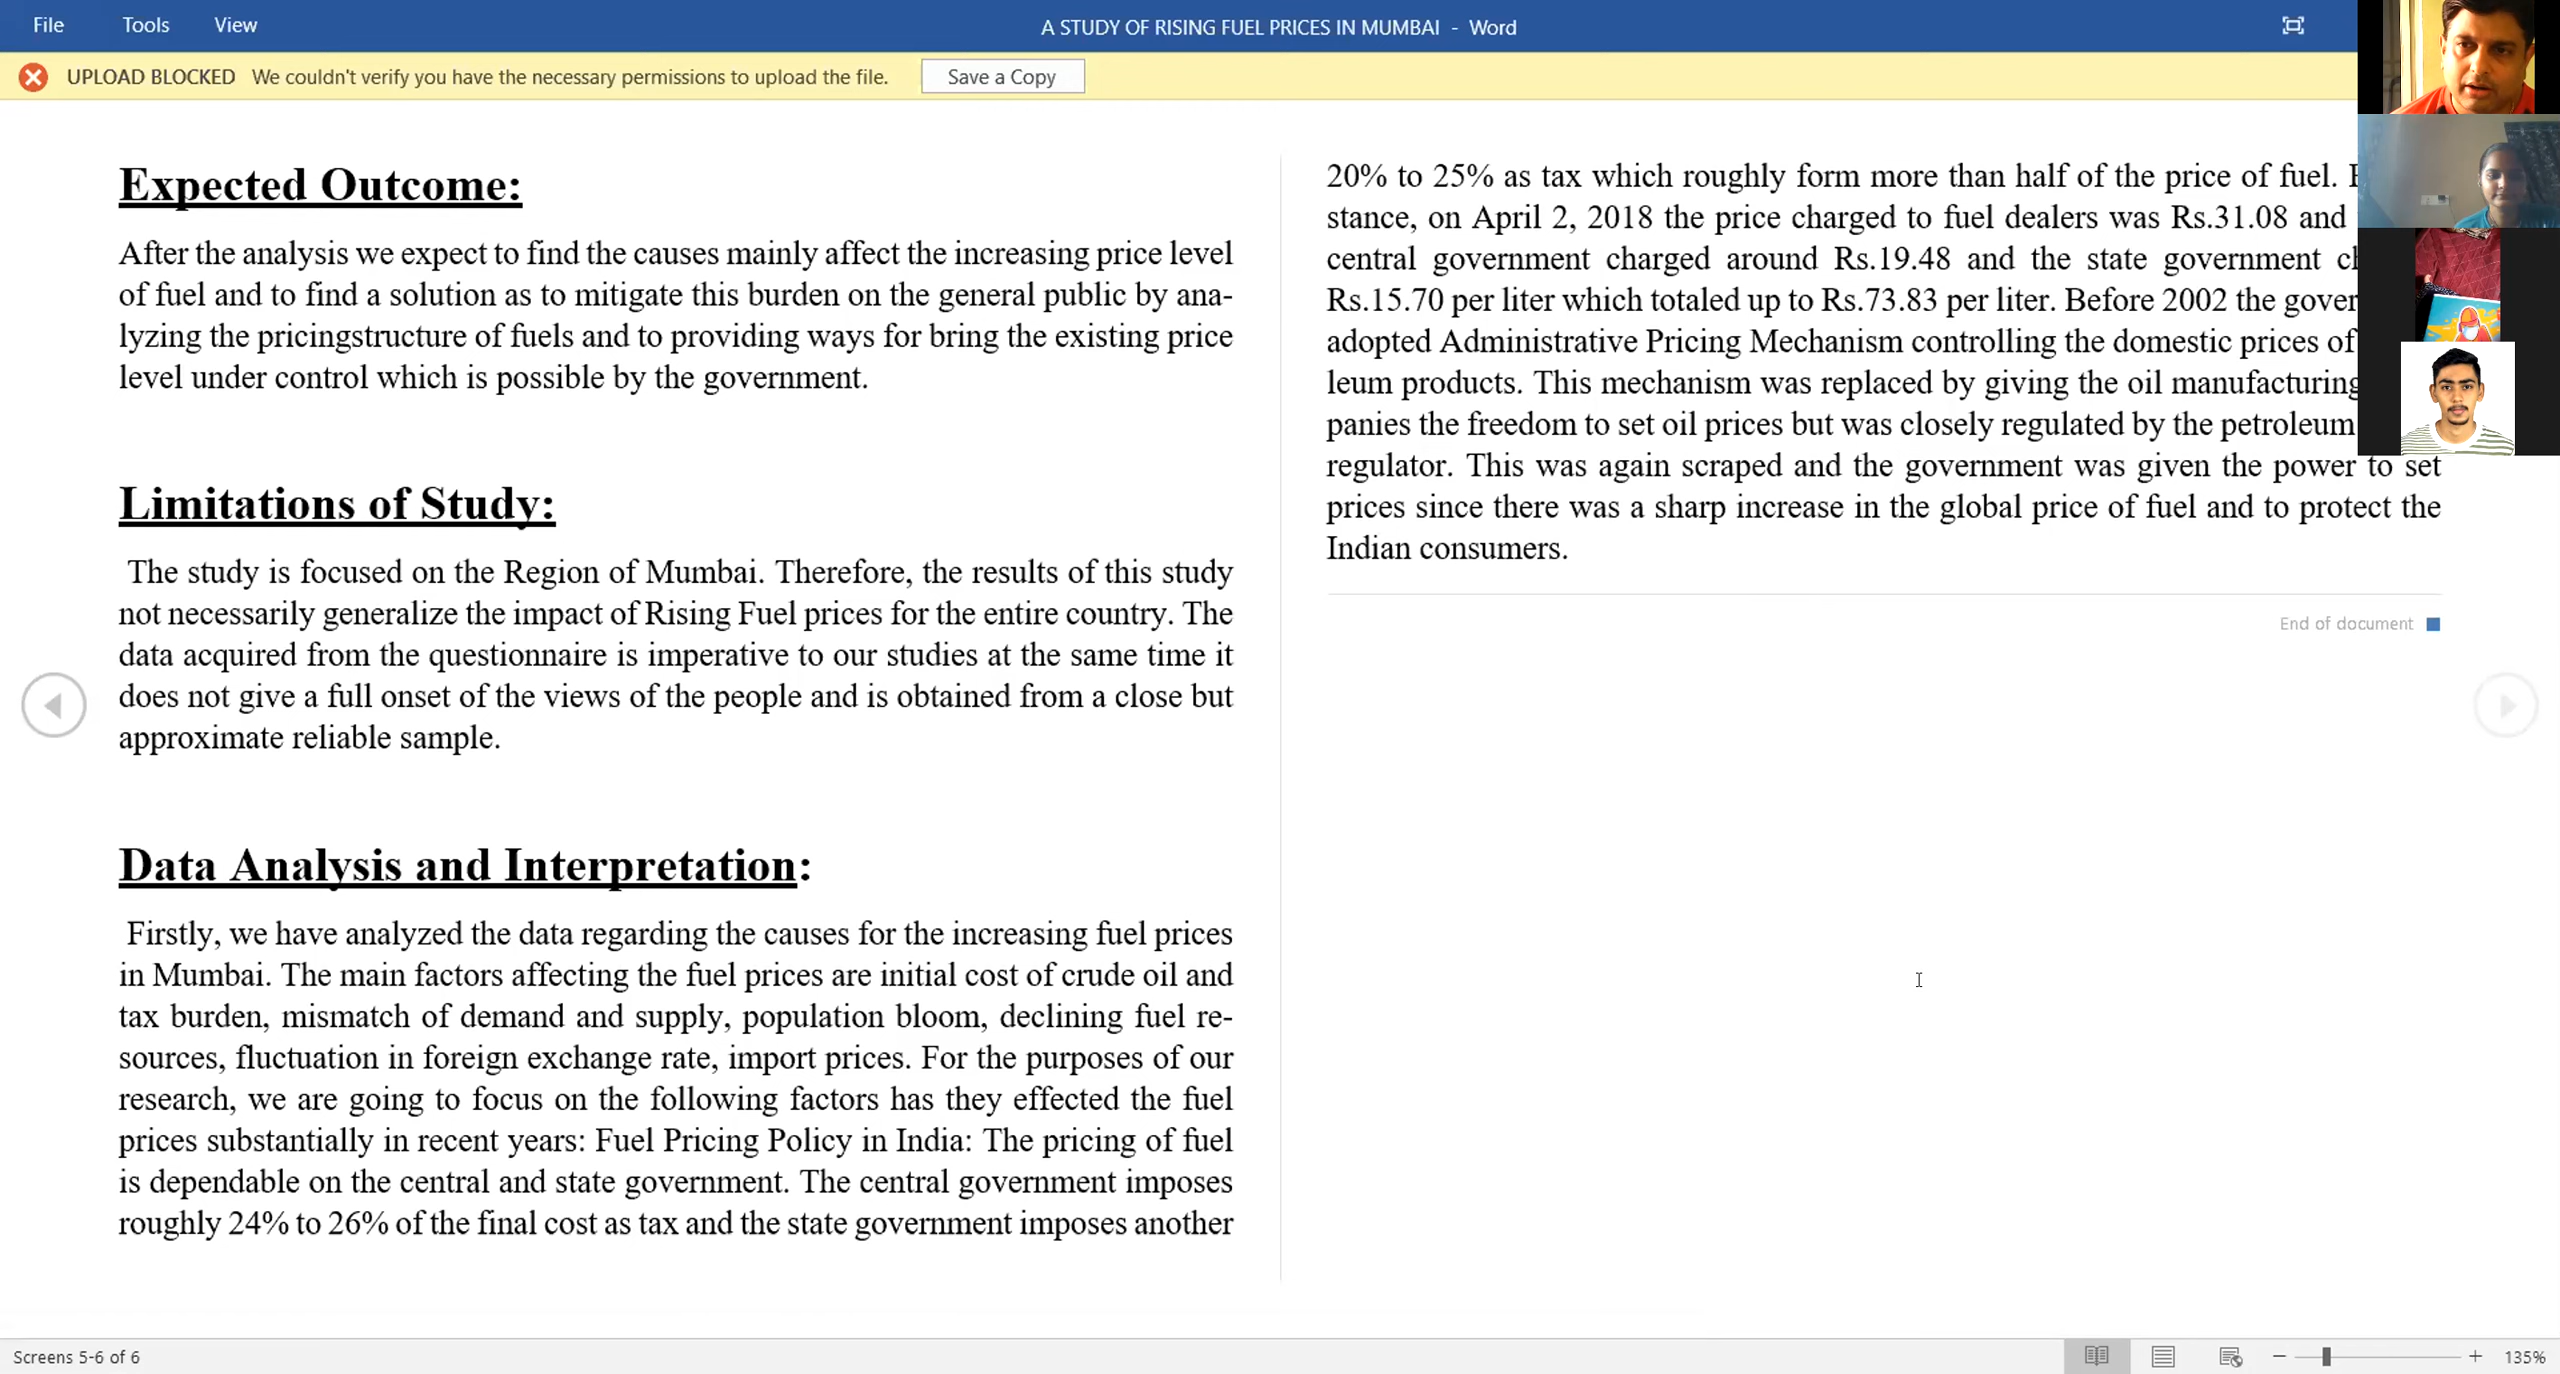 File Tools View
A STUDY OF RISING FUEL PRICES IN MUMBAI - Word
UPLOAD BLOCKED We couldn't verify you have the necessary permissions to upload the file. Save a Copy
Expected Outcome:
After the analysis we expect to find the causes mainly affect the increasing price level
of fuel and to find a solution as to mitigate this burden on the general public by ana-
lyzing the pricingstructure of fuels and to providing ways for bring the existing price
level under control which is possible by the government.
Limitations of Study:
The study is focused on the Region of Mumbai. Therefore, the results of this study
not necessarily generalize the impact of Rising Fuel prices for the entire country. The
data acquired from the questionnaire is imperative to our studies at the same time it
does not give a full onset of the views of the people and is obtained from a close but
approximate reliable sample.
Data Analysis and Interpretation:
Firstly, we have analyzed the data regarding the causes for the increasing fuel prices
in Mumbai. The main factors affecting the fuel prices are initial cost of crude oil and
tax burden, mismatch of demand and supply, population bloom, declining fuel re-
sources, fluctuation in foreign exchange rate, import prices. For the purposes of our
research, we are going to focus on the following factors has they effected the fuel
prices substantially in recent years: Fuel Pricing Policy in India: The pricing of fuel
is dependable on the central and state government. The central government imposes
roughly 24% to 26% of the final cost as tax and the state government imposes another
20% to 25% as tax which roughly form more than half of the price of fuel.
stance, on April 2, 2018 the price charged to fuel dealers was Rs.31.08 and
central government charged around Rs.19.48 and the state government
Rs.15.70 per liter which totaled up to Rs.73.83 per liter. Before 2002 the gover
adopted Administrative Pricing Mechanism controlling the domestic prices of
leum products. This mechanism was replaced by giving the oil manufacturing
panies the freedom to set oil prices but was closely regulated by the petroleum
regulator. This was again scraped and the government was given the power to set
prices since there was a sharp increase in the global price of fuel and to protect the
Indian consumers.
End of document
Screens 5-6 of 6
135%